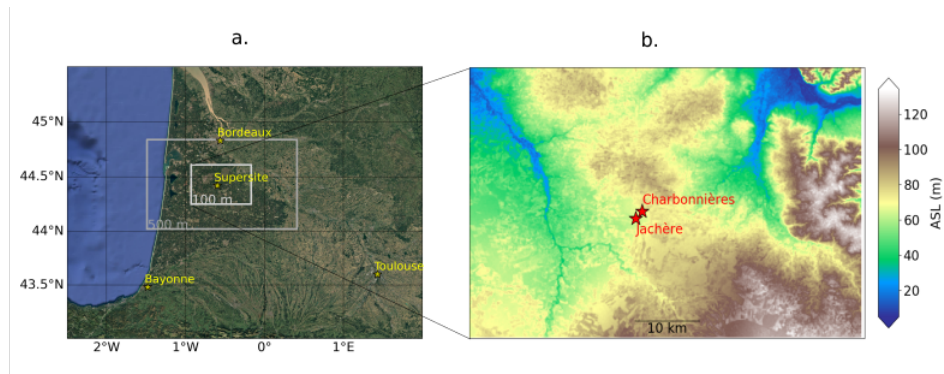 a.
b.
45°N
44.5°N
44°N
43.5°N
2°W
1°W
0°
1°E
Bordeaux
Supersite
100 m
500 m
Bayonne
Toulouse
Charbonnières
Jachère
10 km
120
100
80
60
40
20
ASL (m)